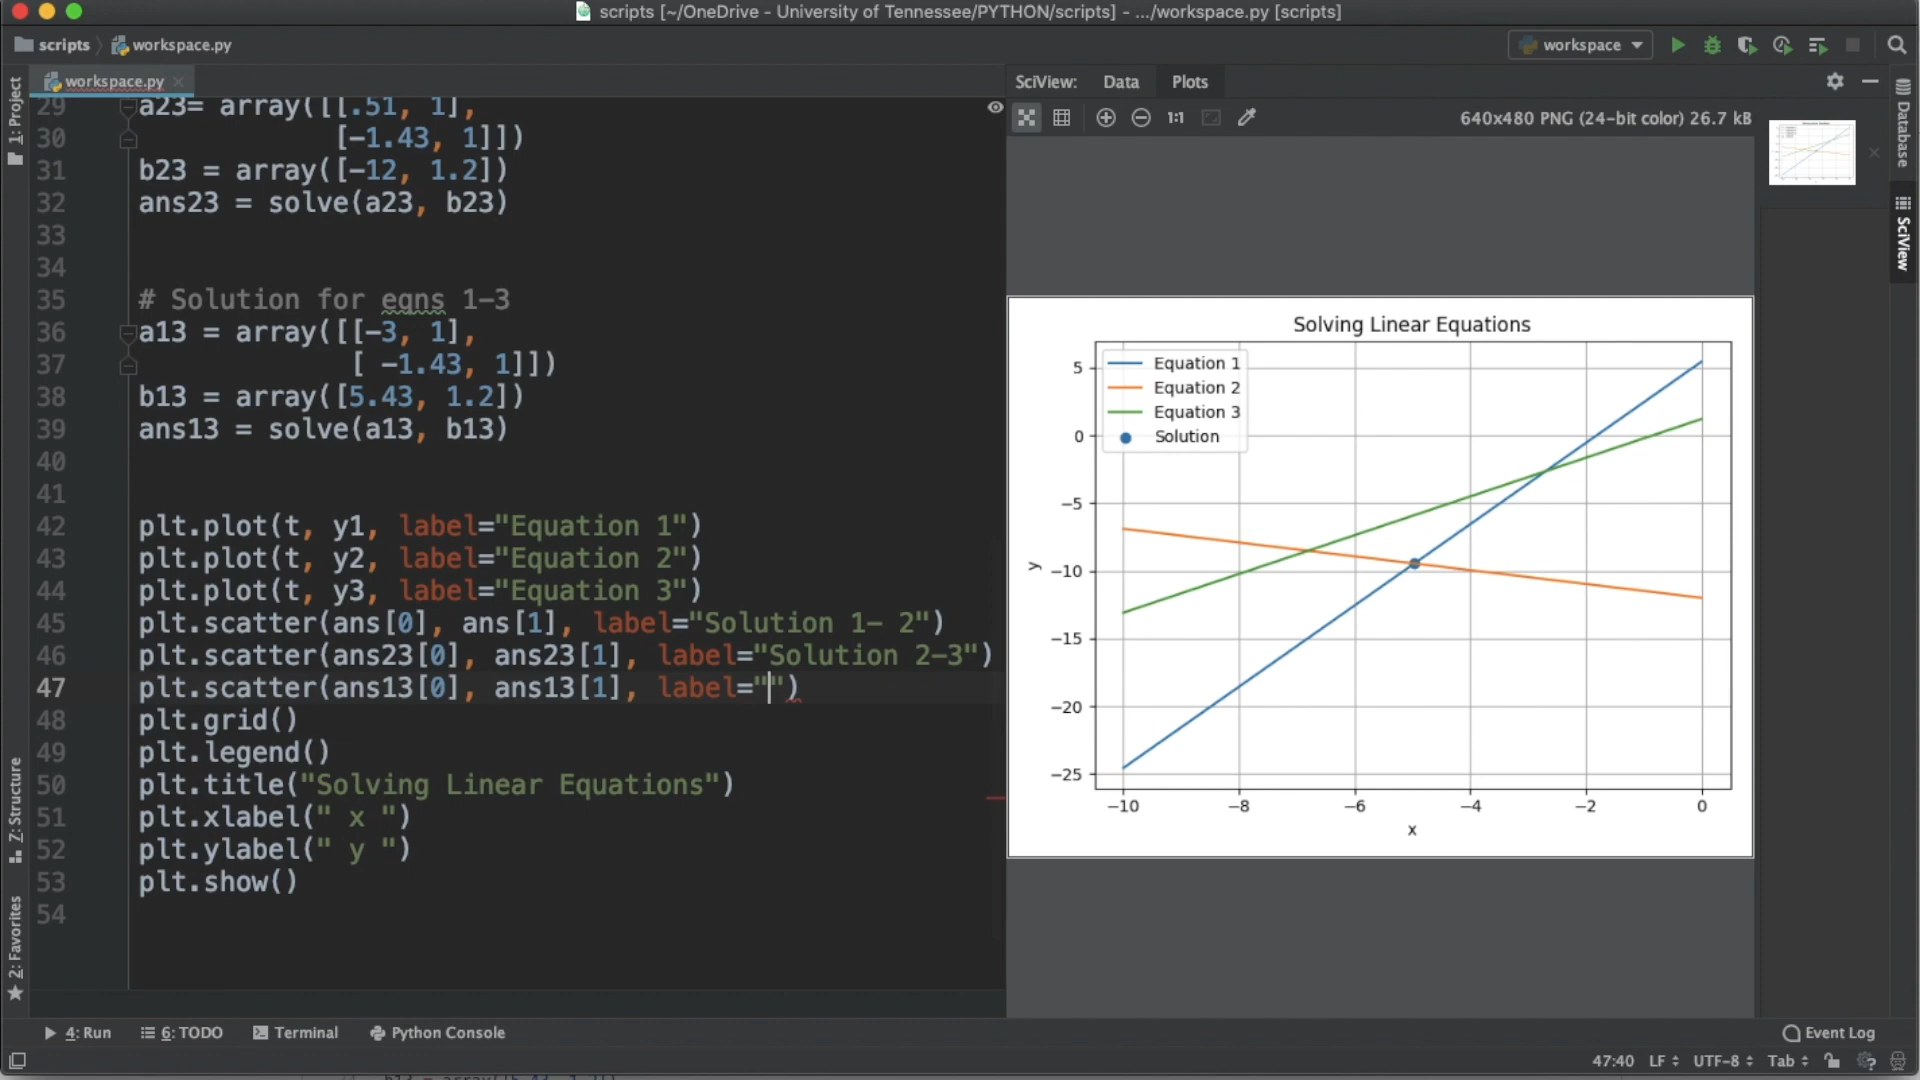 scripts [~/OneDrive - University of Tennessee/PYTHON/scripts] - .../workspace.py [scripts]
scripts
workspace.py
workspace
workspace.py
SciView:
Data
Plots
640x480 PNG (24-bit color) 26.7 kB
1:1
1: Project
Z: Structure
2: Favorites
Database
SciView
29 a23= array([[.51, 1],
30 [-1.43, 1]])
31 b23 = array([-12, 1.2])
32 ans23 = solve(a23, b23)
33
34
35 # Solution for eqns 1-3
36 a13 = array([[-3, 1],
37 [ -1.43, 1]])
38 b13 = array([5.43, 1.2])
39 ans13 = solve(a13, b13)
40
41
42 plt.plot(t, y1, label="Equation 1")
43 plt.plot(t, y2, label="Equation 2")
44 plt.plot(t, y3, label="Equation 3")
45 plt.scatter(ans[0], ans[1], label="Solution 1- 2")
46 plt.scatter(ans23[0], ans23[1], label="Solution 2-3")
47 plt.scatter(ans13[0], ans13[1], label="")
48 plt.grid()
49 plt.legend()
50 plt.title("Solving Linear Equations")
51 plt.xlabel(" x ")
52 plt.ylabel(" y ")
53 plt.show()
54
Solving Linear Equations
Equation 1
Equation 2
Equation 3
Solution
5
0
−5
−10
−15
−20
−25
y
−10 −8 −6 −4 −2 0
x
4: Run
6: TODO
Terminal
Python Console
Event Log
47:40 LF UTF-8 Tab